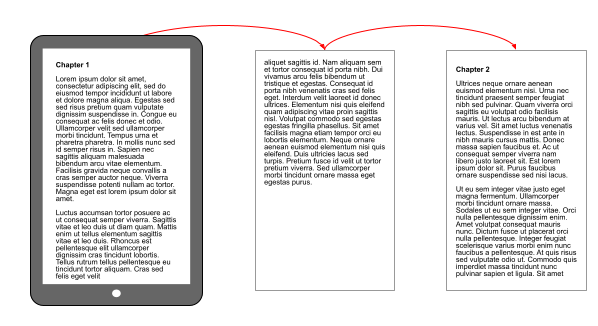 Chapter 1
Lorem ipsum dolor sit amet,
consectetur adipiscing elit, sed do
eiusmod tempor incididunt ut labore
et dolore magna aliqua. Egestas sed
sed risus pretium quam vulputate
dignissim suspendisse in. Congue eu
consequat ac felis donec et odio.
Ullamcorper velit sed ullamcorper
morbi tincidunt. Tempus urna et
pharetra pharetra. In mollis nunc sed
id semper risus in. Sapien nec
sagittis aliquam malesuada
bibendum arcu vitae elementum.
Facilisis gravida neque convallis a
cras semper auctor neque. Viverra
suspendisse potenti nullam ac tortor.
Magna eget est lorem ipsum dolor sit
amet.
Luctus accumsan tortor posuere ac
ut consequat semper viverra. Sagittis
vitae et leo duis ut diam quam. Mattis
enim ut tellus elementum sagittis
vitae et leo duis. Rhoncus est
pellentesque elit ullamcorper
dignissim cras tincidunt lobortis.
Tellus rutrum tellus pellentesque eu
tincidunt tortor aliquam. Cras sed
felis eget velit
aliquet sagittis id. Nam aliquam sem
et tortor consequat id porta nibh. Dui
vivamus arcu felis bibendum ut
tristique et egestas. Consequat id
porta nibh venenatis cras sed felis
eget. Interdum velit laoreet id donec
ultrices. Elementum nisi quis eleifend
quam adipiscing vitae proin sagittis
nisl. Volutpat commodo sed egestas
egestas fringilla phasellus. Sit amet
facilisis magna etiam tempor orci eu
lobortis elementum. Neque ornare
aenean euismod elementum nisi quis
eleifend. Duis ultricies lacus sed
turpis. Pretium fusce id velit ut tortor
pretium viverra. Sed ullamcorper
morbi tincidunt ornare massa eget
egestas purus.
Chapter 2
Ultrices neque ornare aenean
euismod elementum nisi. Urna nec
tincidunt praesent semper feugiat
nibh sed pulvinar. Quam viverra orci
sagittis eu volutpat odio facilisis
mauris. Ut lectus arcu bibendum at
varius vel. Sit amet luctus venenatis
lectus. Suspendisse in est ante in
nibh mauris cursus mattis. Donec
massa sapien faucibus et. Ac ut
consequat semper viverra nam
libero justo laoreet sit. Est lorem
ipsum dolor sit. Purus faucibus
ornare suspendisse sed nisi lacus.
Ut eu sem integer vitae justo eget
magna fermentum. Ullamcorper
morbi tincidunt ornare massa.
Sodales ut eu sem integer vitae. Orci
nulla pellentesque dignissim enim.
Amet volutpat consequat mauris
nunc. Dictum fusce ut placerat orci
nulla pellentesque. Integer feugiat
scelerisque varius morbi enim nunc
faucibus a pellentesque. At quis risus
sed vulputate odio ut. Commodo quis
imperdiet massa tincidunt nunc
pulvinar sapien et ligula. Sit amet